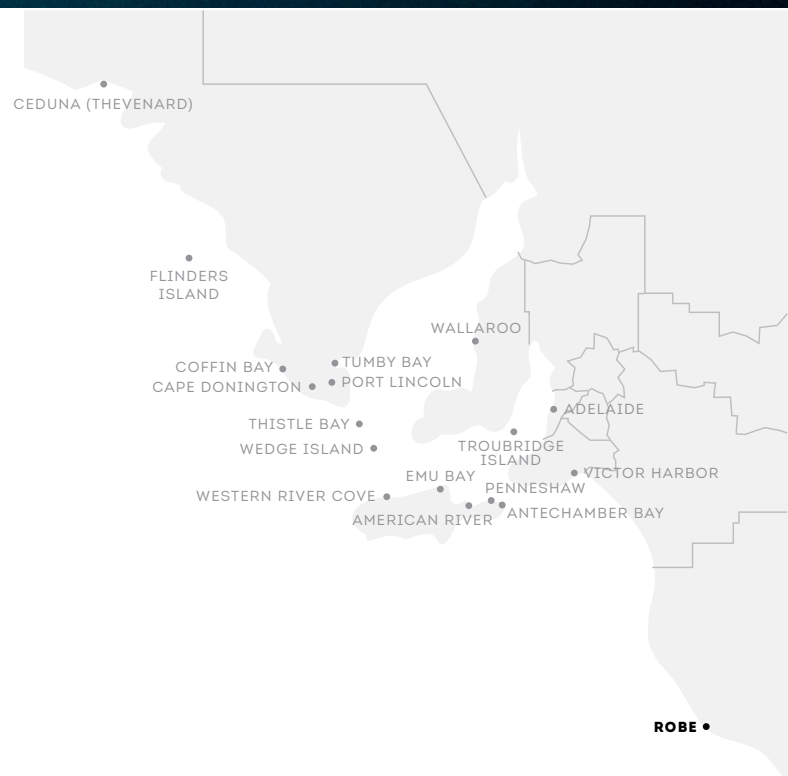 CEDUNA (THEVENARD)
FLINDERS
ISLAND
WALLAROO
COFFIN BAY
TUMBY BAY
CAPE DONINGTON
PORT LINCOLN
ADELAIDE
THISTLE BAY
WEDGE ISLAND
TROUBRIDGE
ISLAND
EMU BAY
VICTOR HARBOR
PENNESHAW
WESTERN RIVER COVE
AMERICAN RIVER
ANTECHAMBER BAY
ROBE